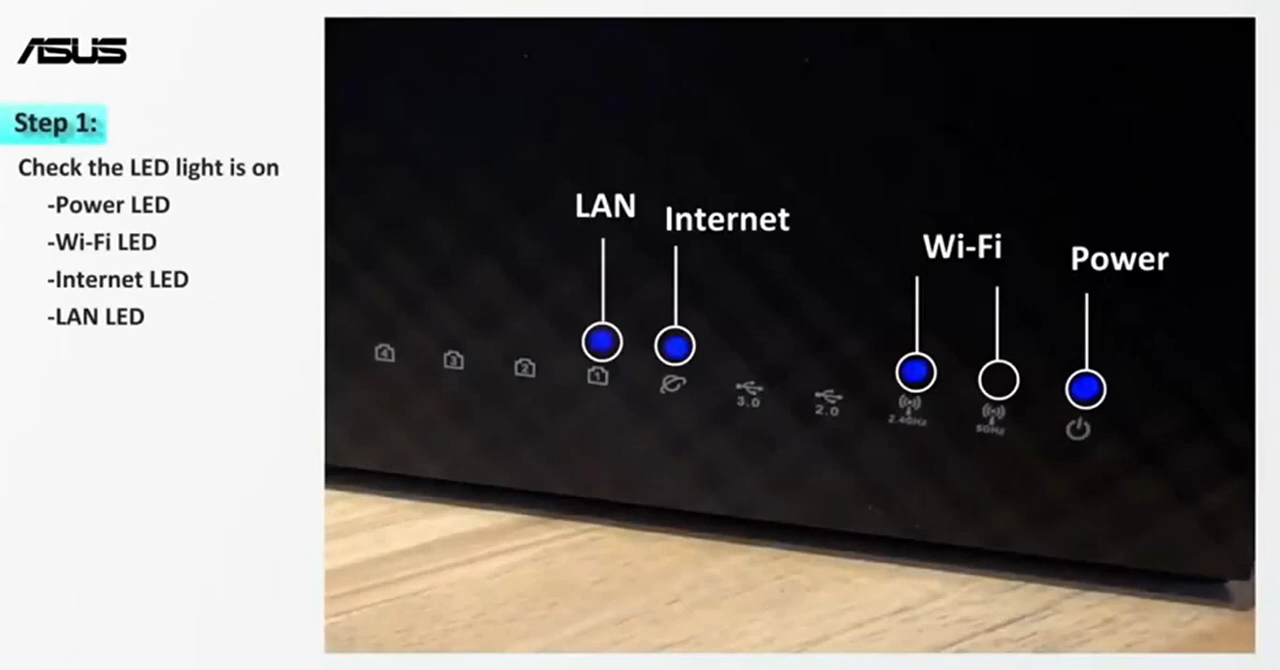 ASUS
Step 1:
Check the LED light is on
-Power LED
-Wi-Fi LED
-Internet LED
-LAN LED
LAN
Internet
Wi-Fi
Power
4
3
2
1
3.0
2.0
2.4GHz
5GHz